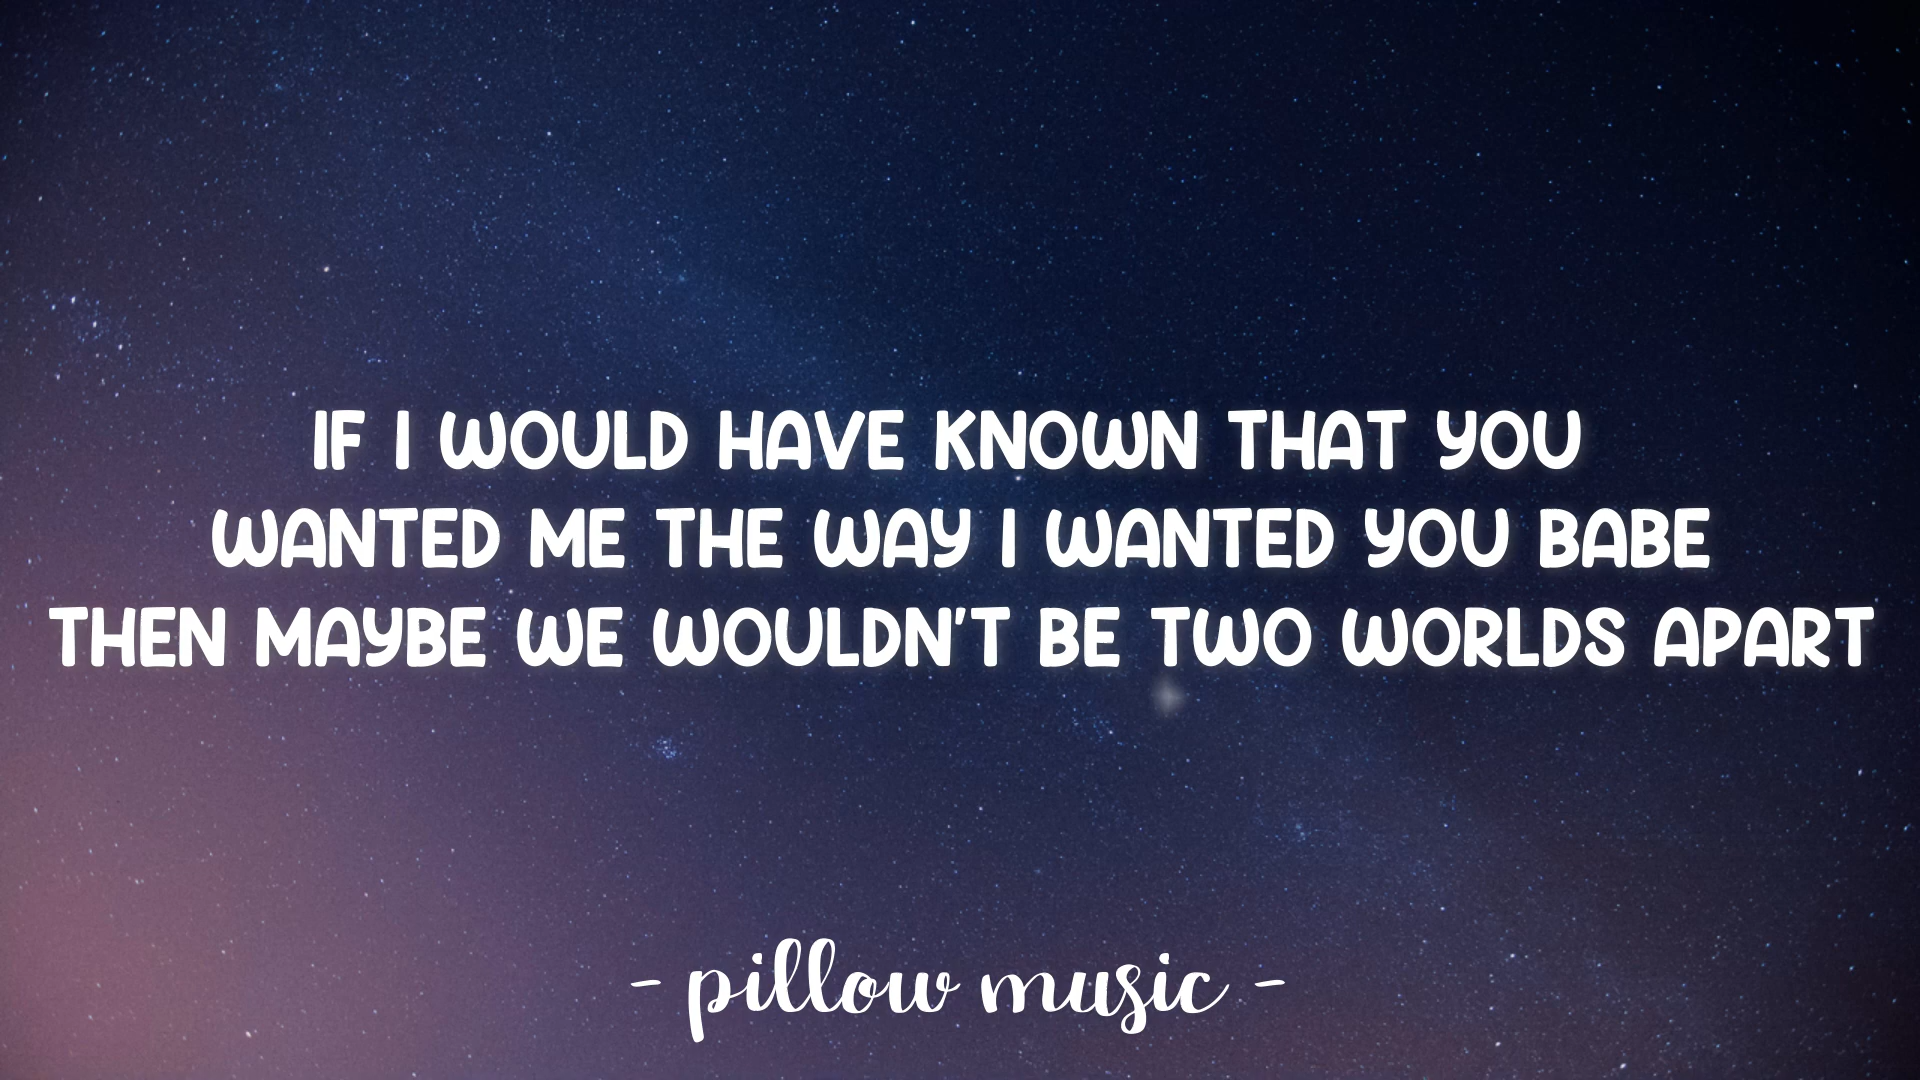 IF I WOULD HAVE KNOWN THAT YOU
WANTED ME THE WAY I WANTED YOU BABE
THEN MAYBE WE WOULDN'T BE TWO WORLDS APART
- pillow music -